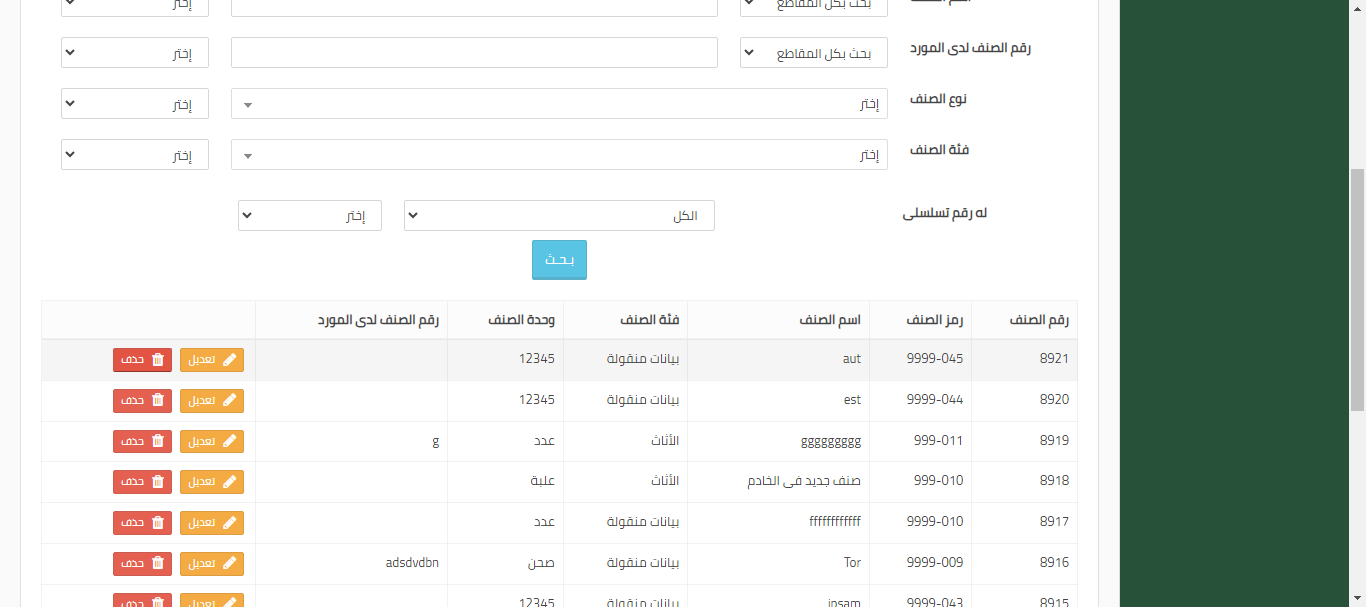 بحث بكل المقاطع إختر
رقم الصنف لدى المورد بحث بكل المقاطع إختر
نوع الصنف إختر إختر
فئة الصنف إختر إختر
له رقم تسلسلى الكل إختر
بـحـث
رقم الصنف رمز الصنف اسم الصنف فئة الصنف وحدة الصنف رقم الصنف لدى المورد
8921 9999-045 aut بيانات منقولة 12345 تعديل حذف
8920 9999-044 est بيانات منقولة 12345 تعديل حذف
8919 999-011 ggggggggg الأثاث عدد g تعديل حذف
8918 999-010 صنف جديد فى الخادم الأثاث علبة تعديل حذف
8917 9999-010 ffffffffffff بيانات منقولة عدد تعديل حذف
8916 9999-009 Tor بيانات منقولة صحن adsdvdbn تعديل حذف
8915 9999-043 ipsam بيانات منقولة 12345 تعديل حذف